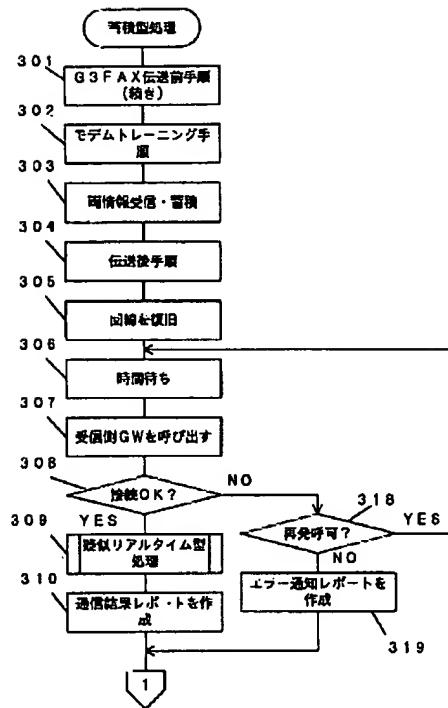 蓄積型処理
301
G3FAX伝送前手順
(続き)
302
モデムトレーニング手
順
303
画情報受信・蓄積
304
伝送後手順
305
回線を復旧
306
時間待ち
307
受信側GWを呼び出す
308
接続OK?
NO
318
YES
再発呼可?
YES
309
疑似リアルタイム型
処理
NO
310
通信結果レポートを作
成
エラー通知レポートを
作成
319
1